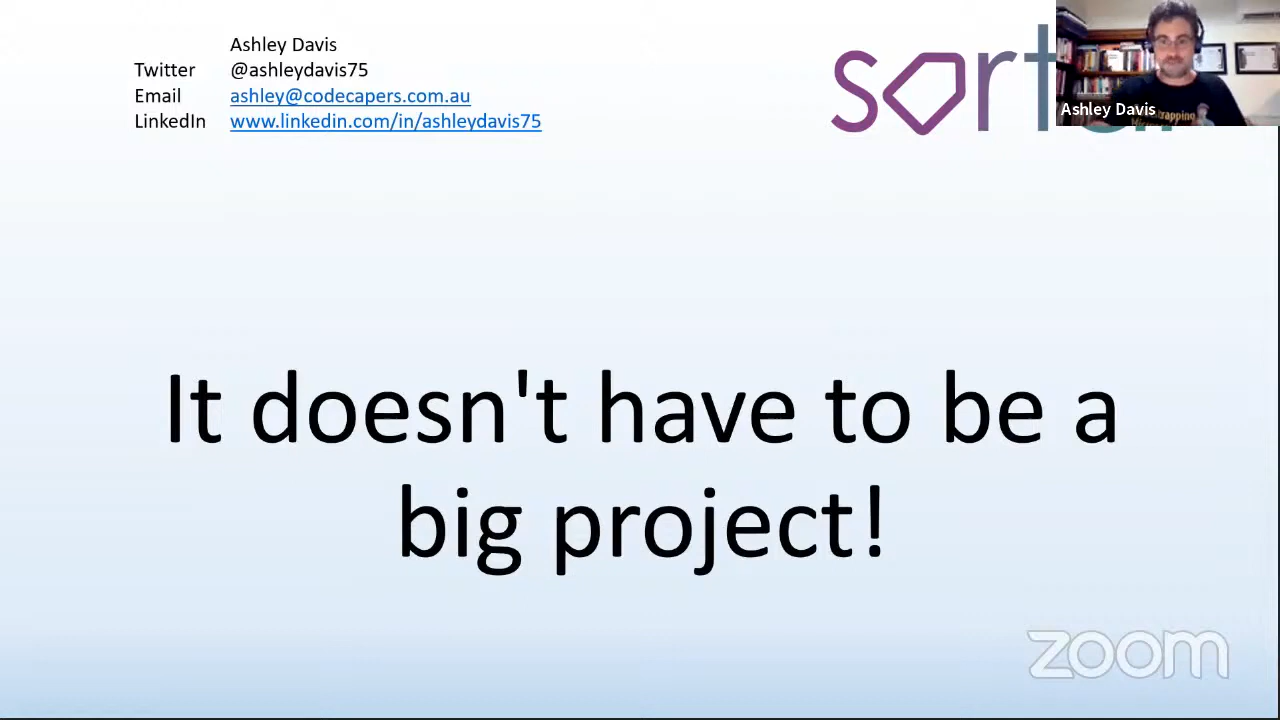 Ashley Davis
Twitter @ashleydavis75
Email ashley@codecapers.com.au
LinkedIn www.linkedin.com/in/ashleydavis75
Ashley Davis
It doesn't have to be a
big project!
zoom